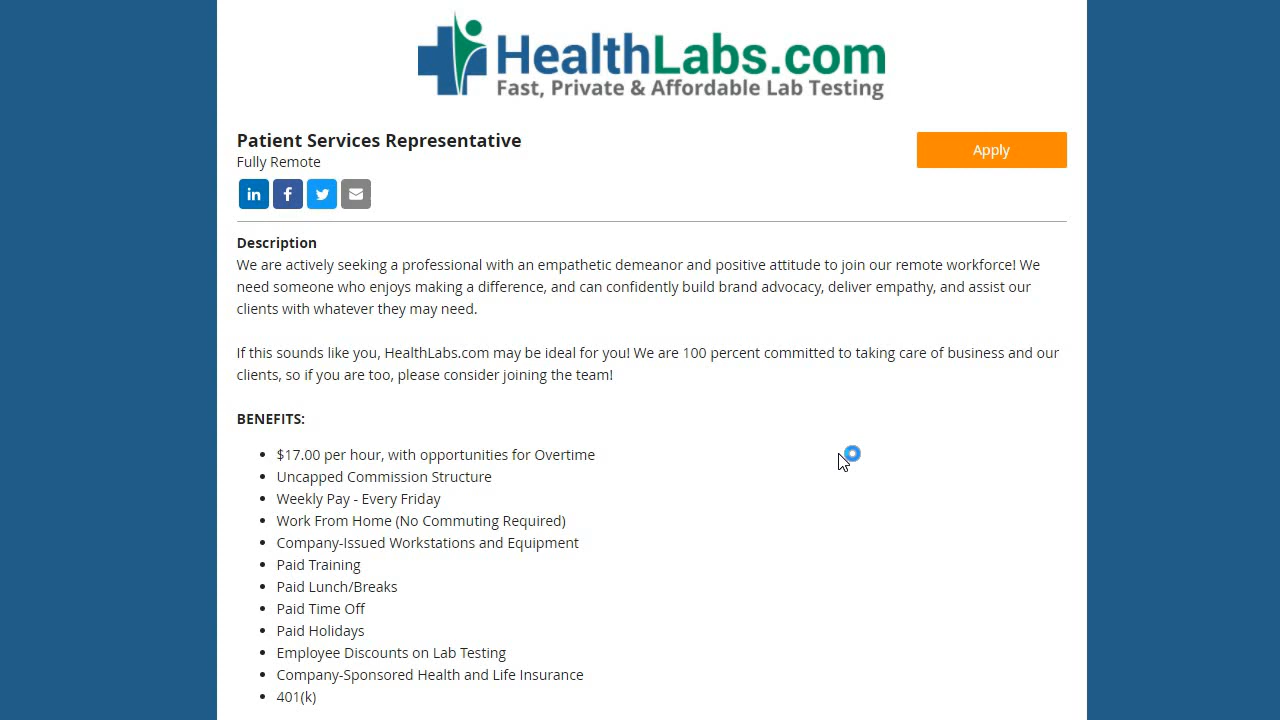 HealthLabs.com
Fast, Private & Affordable Lab Testing
Patient Services Representative
Apply
Fully Remote
in f
Description
We are actively seeking a professional with an empathetic demeanor and positive attitude to join our remote workforce! We
need someone who enjoys making a difference, and can confidently build brand advocacy, deliver empathy, and assist our
clients with whatever they may need.
If this sounds like you, HealthLabs.com may be ideal for you! We are 100 percent committed to taking care of business and our
clients, so if you are too, please consider joining the team!
BENEFITS:
• $17.00 per hour, with opportunities for Overtime
• Uncapped Commission Structure
• Weekly Pay - Every Friday
• Work From Home (No Commuting Required)
• Company-Issued Workstations and Equipment
• Paid Training
• Paid Lunch/Breaks
• Paid Time Off
• Paid Holidays
• Employee Discounts on Lab Testing
• Company-Sponsored Health and Life Insurance
• 401(k)